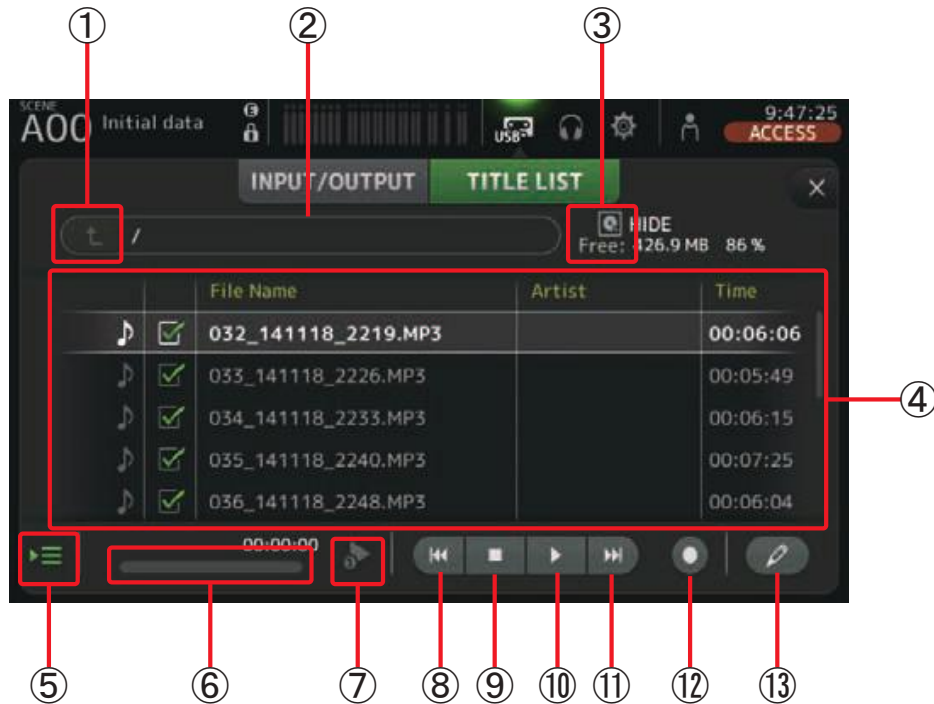 ① ② ③
SCENE
A00 Initial data
USB
9:47:25
ACCESS
INPUT/OUTPUT TITLE LIST
/
HIDE
Free: 426.9 MB 86 %
File Name Artist Time
032_141118_2219.MP3 00:06:06
033_141118_2226.MP3 00:05:49
034_141118_2233.MP3 00:06:15
④
035_141118_2240.MP3 00:07:25
036_141118_2248.MP3 00:06:04
00:00:00
⑤ ⑥ ⑦ ⑧ ⑨ ⑩ ⑪ ⑫ ⑬